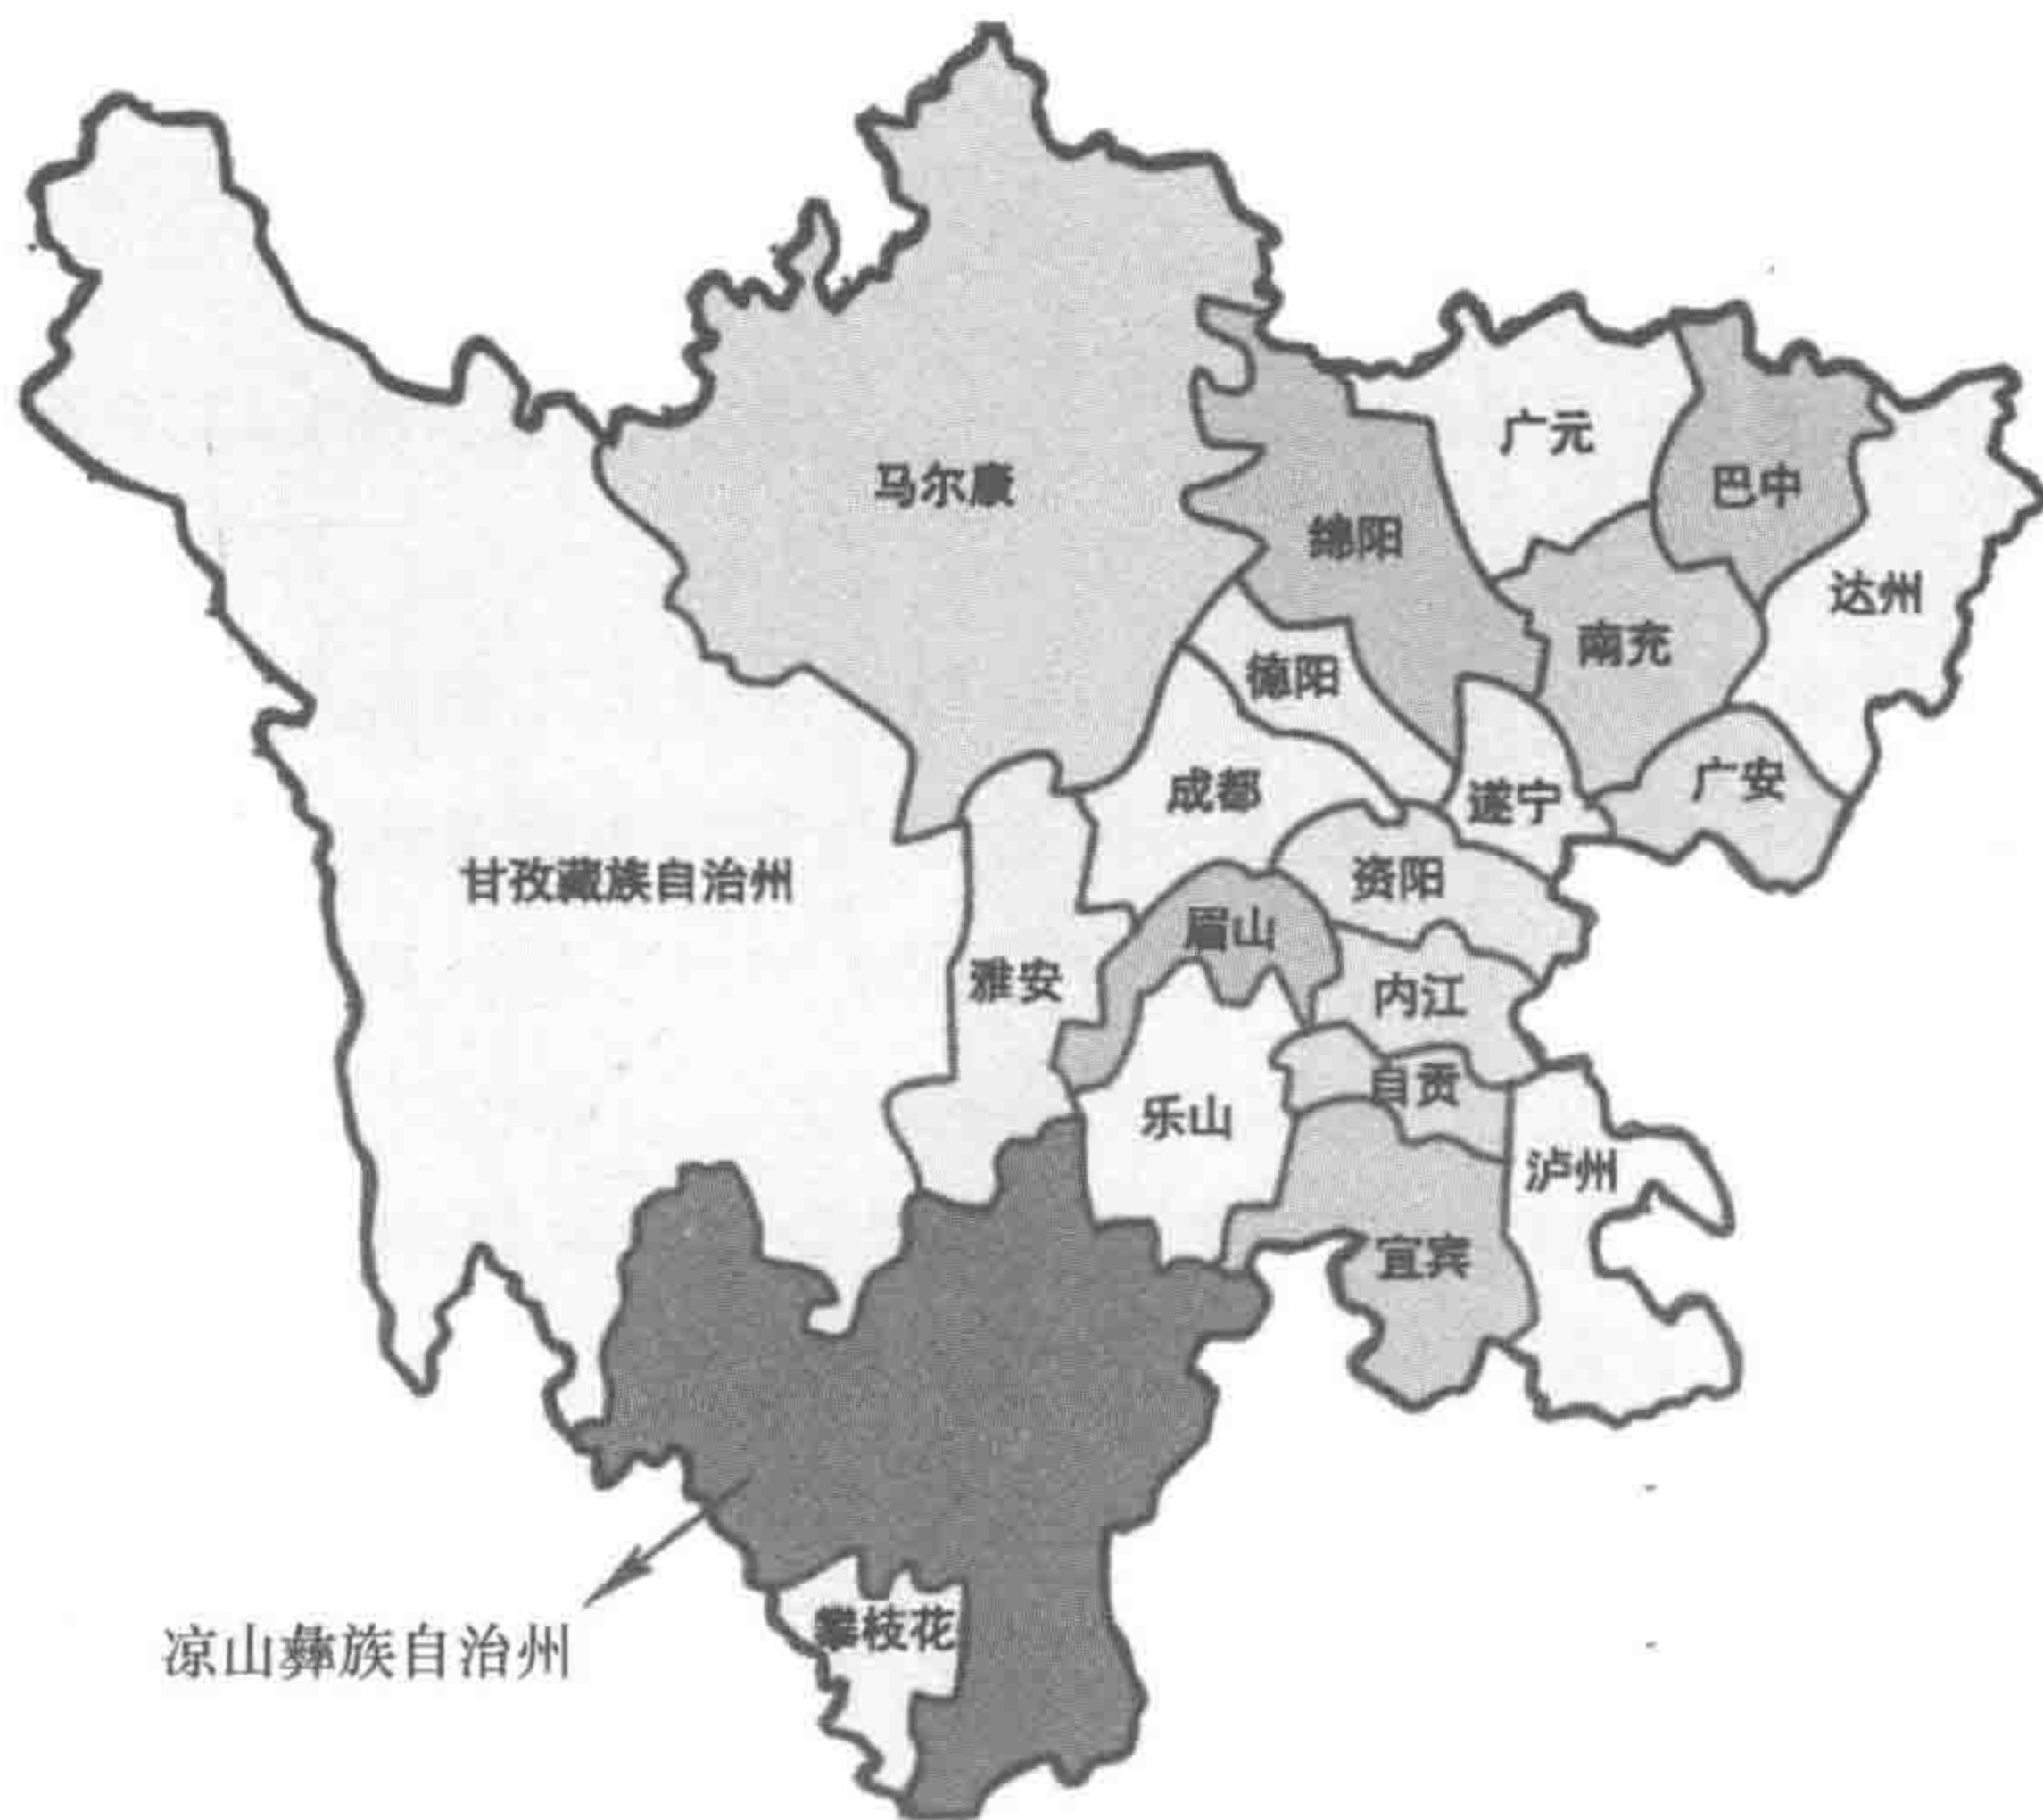 广元
马尔康
巴中
绵阳
达州
南充
德阳
成都
遂宁
广安
甘孜藏族自治州
资阳
眉山
雅安
内江
自贡
乐山
泸州
宜宾
攀枝花
凉山彝族自治州